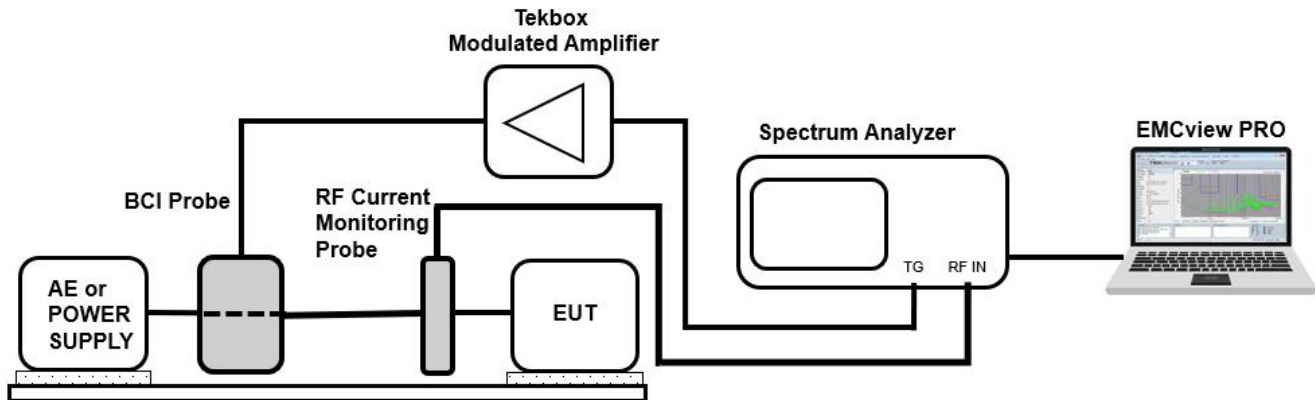 Tekbox
Modulated Amplifier
Spectrum Analyzer
EMCview PRO
BCI Probe
RF Current
Monitoring
Probe
TG
RF IN
AE or
POWER
SUPPLY
EUT